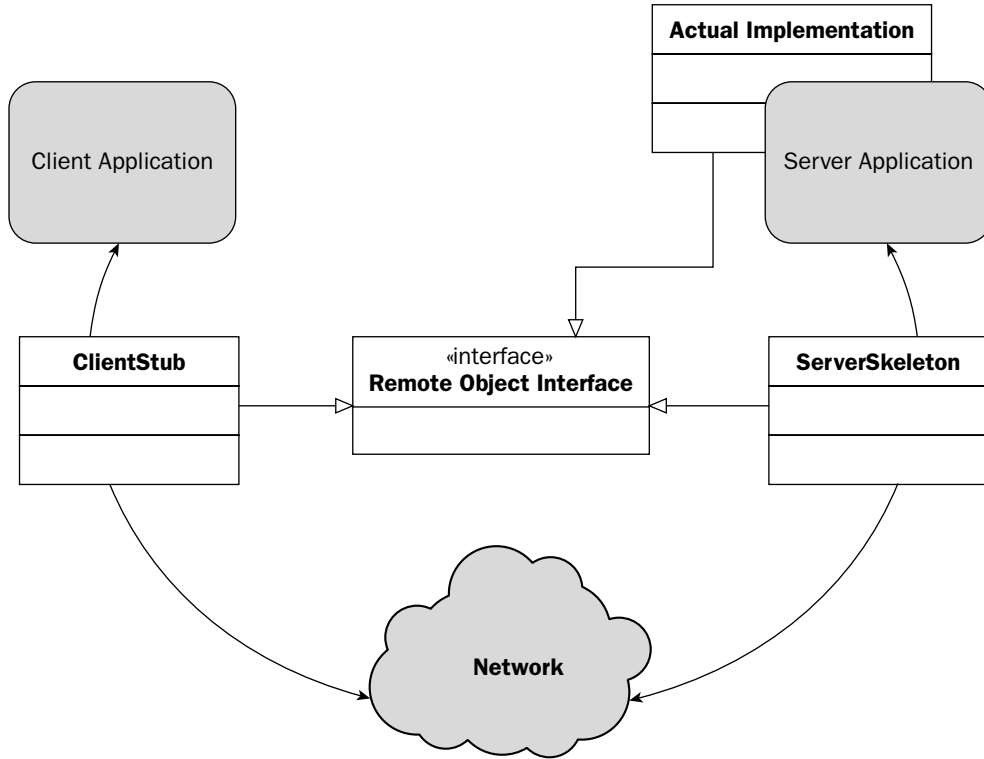 Actual Implementation
Client Application
Server Application
ClientStub
«interface»
Remote Object Interface
ServerSkeleton
Network